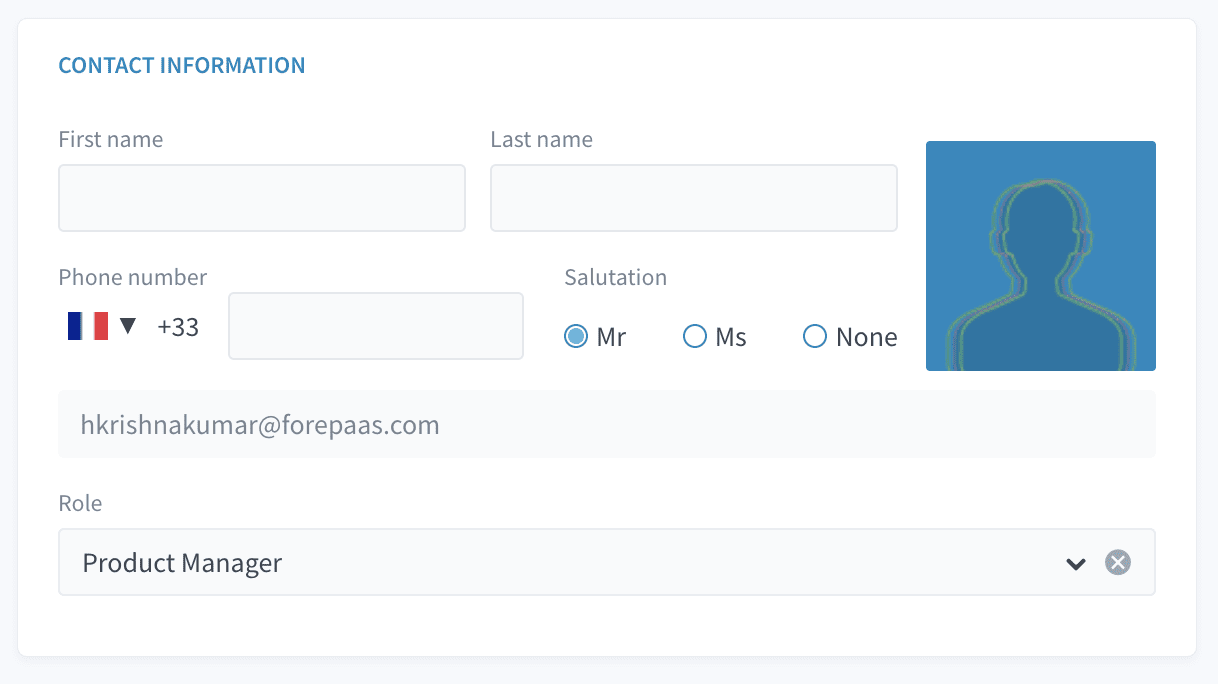 CONTACT INFORMATION
First name
Last name
Phone number
Salutation
+33
Mr
Ms
None
hkrishnakumar@forepaas.com
Role
Product Manager